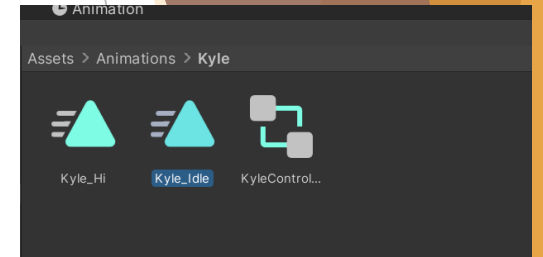 Animation
Assets > Animations > Kyle
Kyle_Hi
Kyle_Idle
KyleControl...